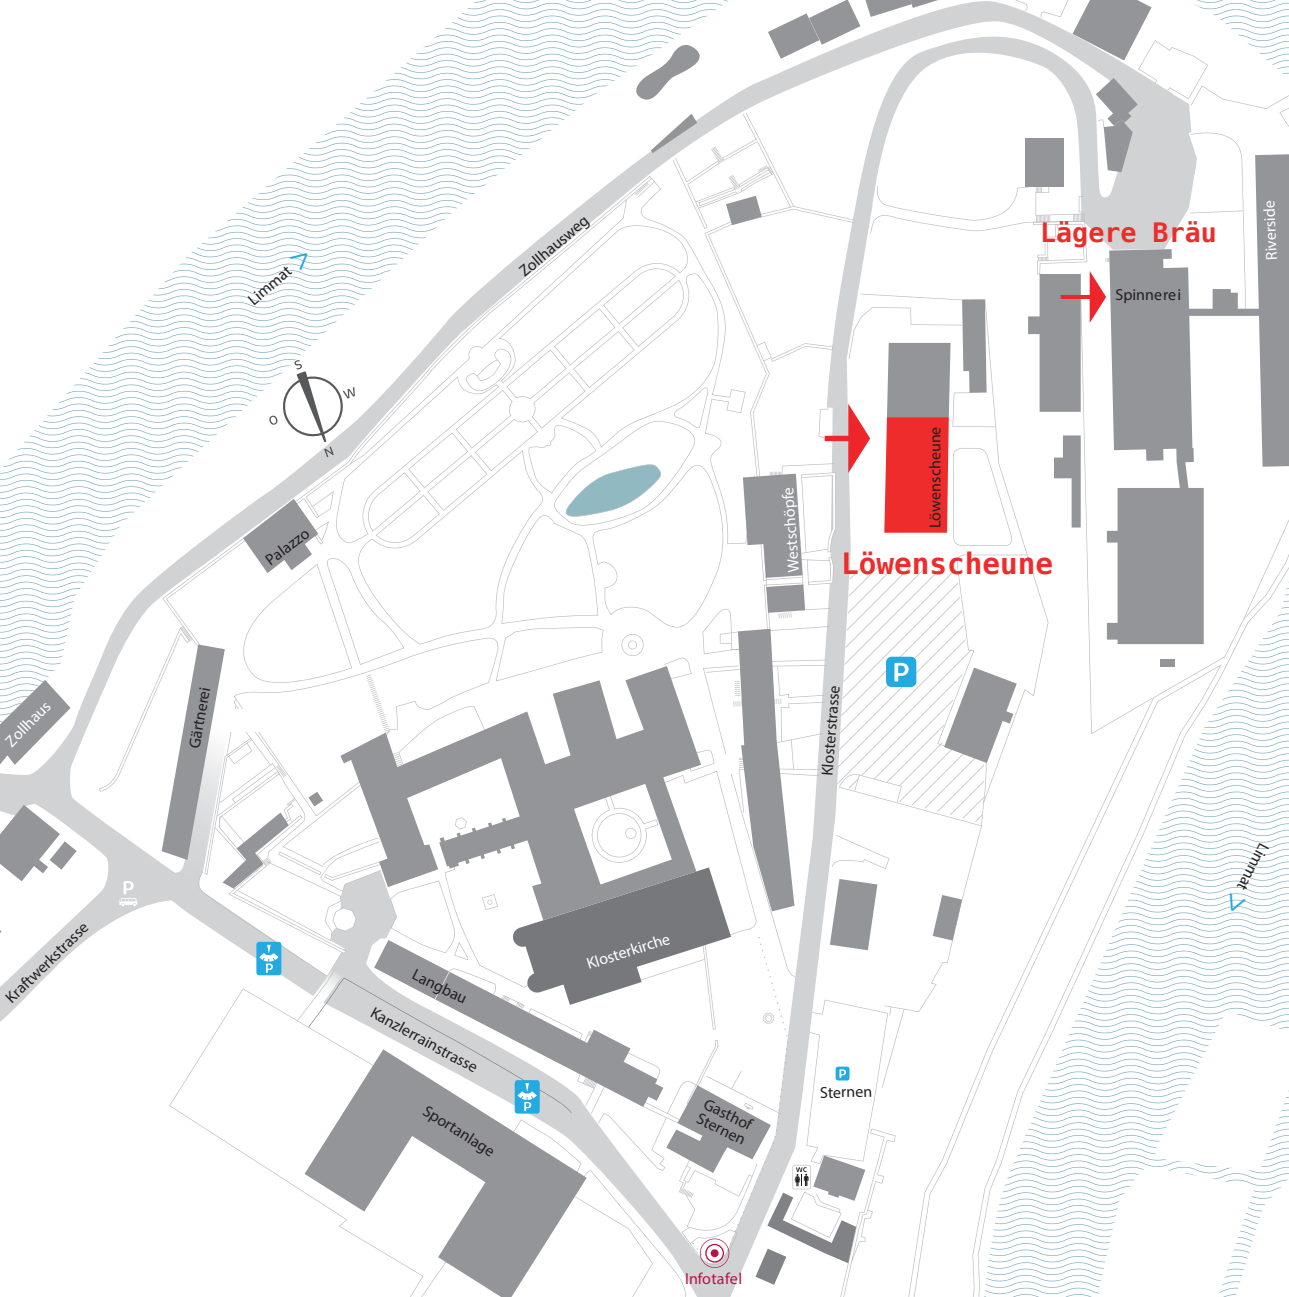 Zollhausweg
Limmat
Riverside
Lägere Bräu
Spinnerei
S
W
O
N
Löwenscheune
Löwenscheune
Westschöpfe
Palazzo
P
Klosterstrasse
Gärtnerei
Zollhaus
P
Limmat
Kraftwerkstrasse
P
Klosterkirche
Langbau
Kanzlerrainstrasse
P
P
Sternen
Gasthof
Sternen
Sportanlage
WC
Infotafel